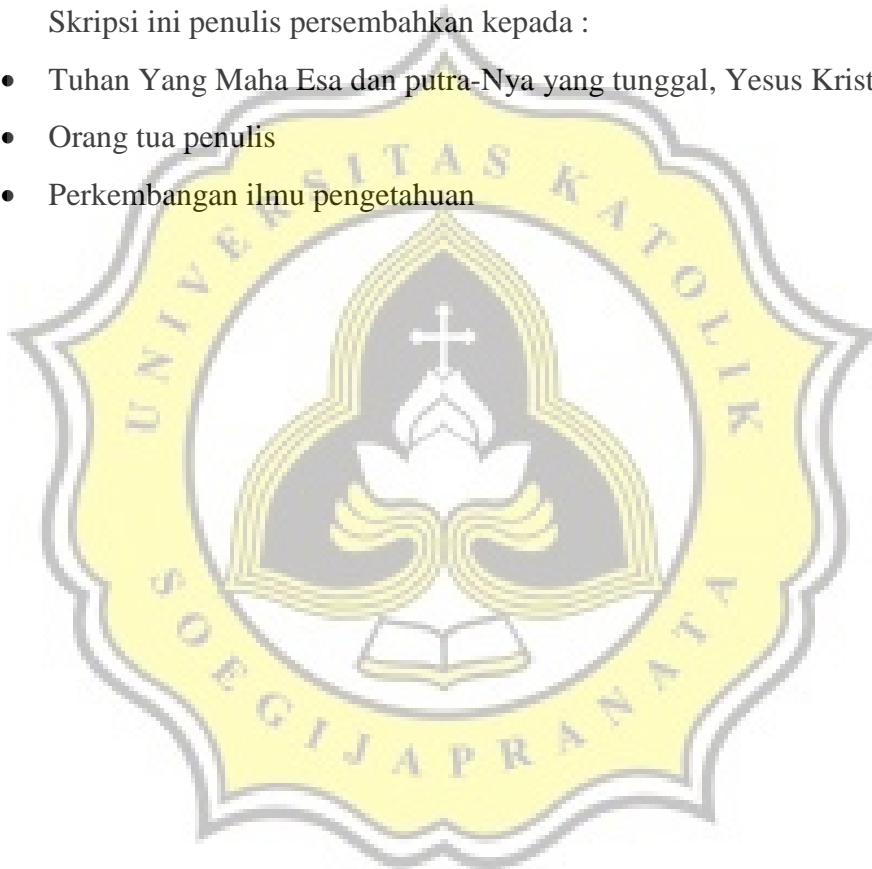 Skripsi ini penulis persembahkan kepada :
• Tuhan Yang Maha Esa dan putra-Nya yang tunggal, Yesus Krist
• Orang tua penulis
• Perkembangan ilmu pengetahuan
UNIVERSITAS KATOLIK
SOEGIJAPRANATA